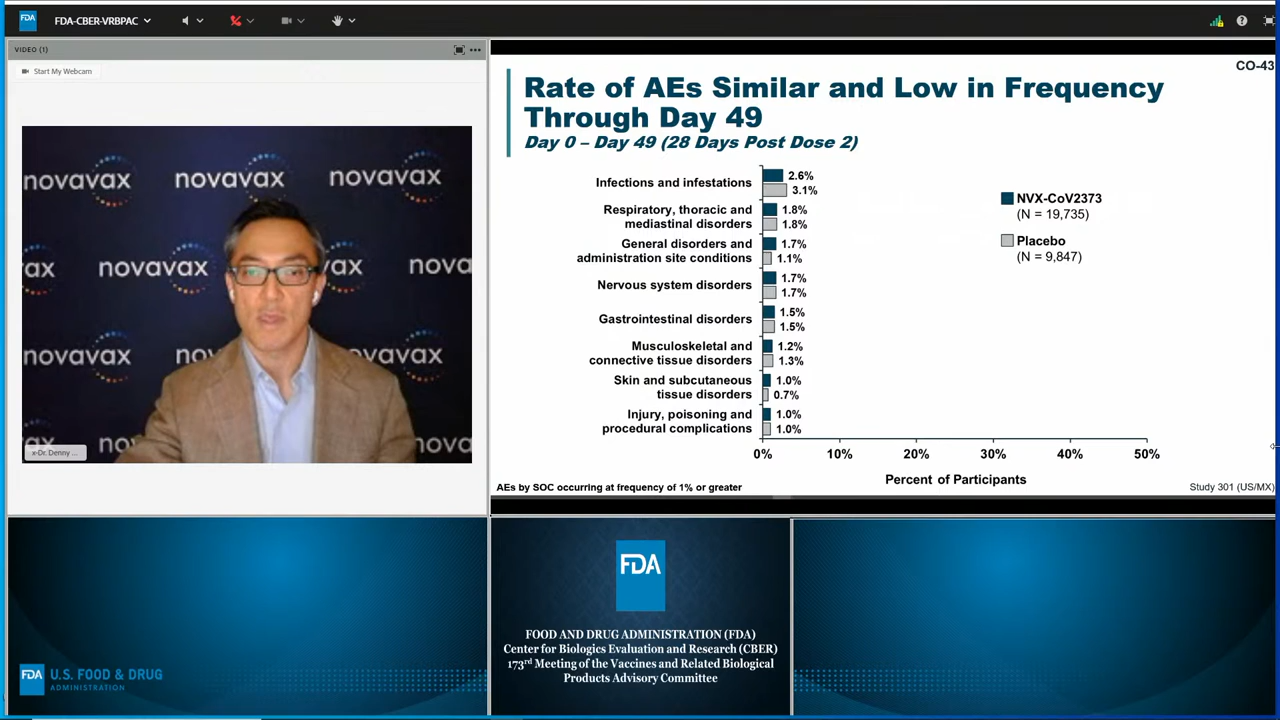 FDA
FDA-CBER-VRBPAC
VIDEO (1)
Start My Webcam
novavax
novavax
novavax
vax
novavax
nova
novavax
novavax
novavax
vax
nov
novavax
x-Dr. Denny ...
CO-43
Rate of AEs Similar and Low in Frequency
Through Day 49
Day 0 – Day 49 (28 Days Post Dose 2)
Infections and infestations
2.6%
3.1%
Respiratory, thoracic and
mediastinal disorders
1.8%
1.8%
General disorders and
administration site conditions
1.7%
1.1%
Nervous system disorders
1.7%
1.7%
Gastrointestinal disorders
1.5%
1.5%
Musculoskeletal and
connective tissue disorders
1.2%
1.3%
Skin and subcutaneous
tissue disorders
1.0%
0.7%
Injury, poisoning and
procedural complications
1.0%
1.0%
NVX-CoV2373
(N = 19,735)
Placebo
(N = 9,847)
0% 10% 20% 30% 40% 50%
Percent of Participants
AEs by SOC occurring at frequency of 1% or greater
Study 301 (US/MX)
FDA U.S. FOOD & DRUG
ADMINISTRATION
FDA
FOOD AND DRUG ADMINISTRATION (FDA)
Center for Biologics Evaluation and Research (CBER)
173rd Meeting of the Vaccines and Related Biological
Products Advisory Committee